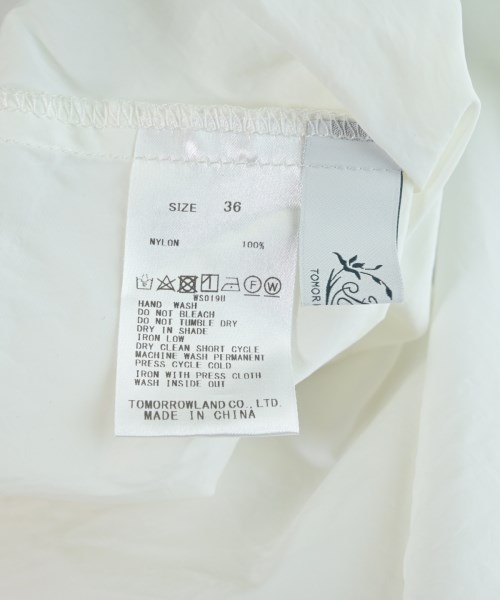 SIZE 36
NYLON 100%
F W
WS019U
HAND WASH
DO NOT BLEACH
DO NOT TUMBLE DRY
DRY IN SHADE
IRON LOW
DRY CLEAN SHORT CYCLE
MACHINE WASH PERMANENT
PRESS CYCLE COLD
IRON WITH PRESS CLOTH
WASH INSIDE OUT
TOMORROWLAND CO., LTD.
MADE IN CHINA
TOMORR